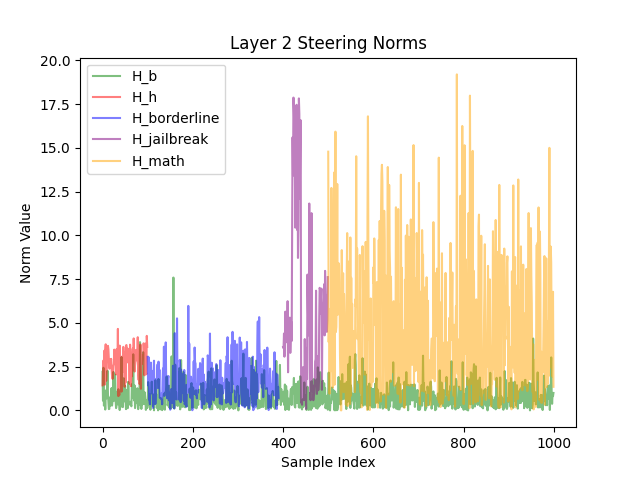 Layer 2 Steering Norms
20.0
17.5
15.0
12.5
10.0
7.5
5.0
2.5
0.0
Norm Value
H_b
H_h
H_borderline
H_jailbreak
H_math
0
200
400
600
800
1000
Sample Index